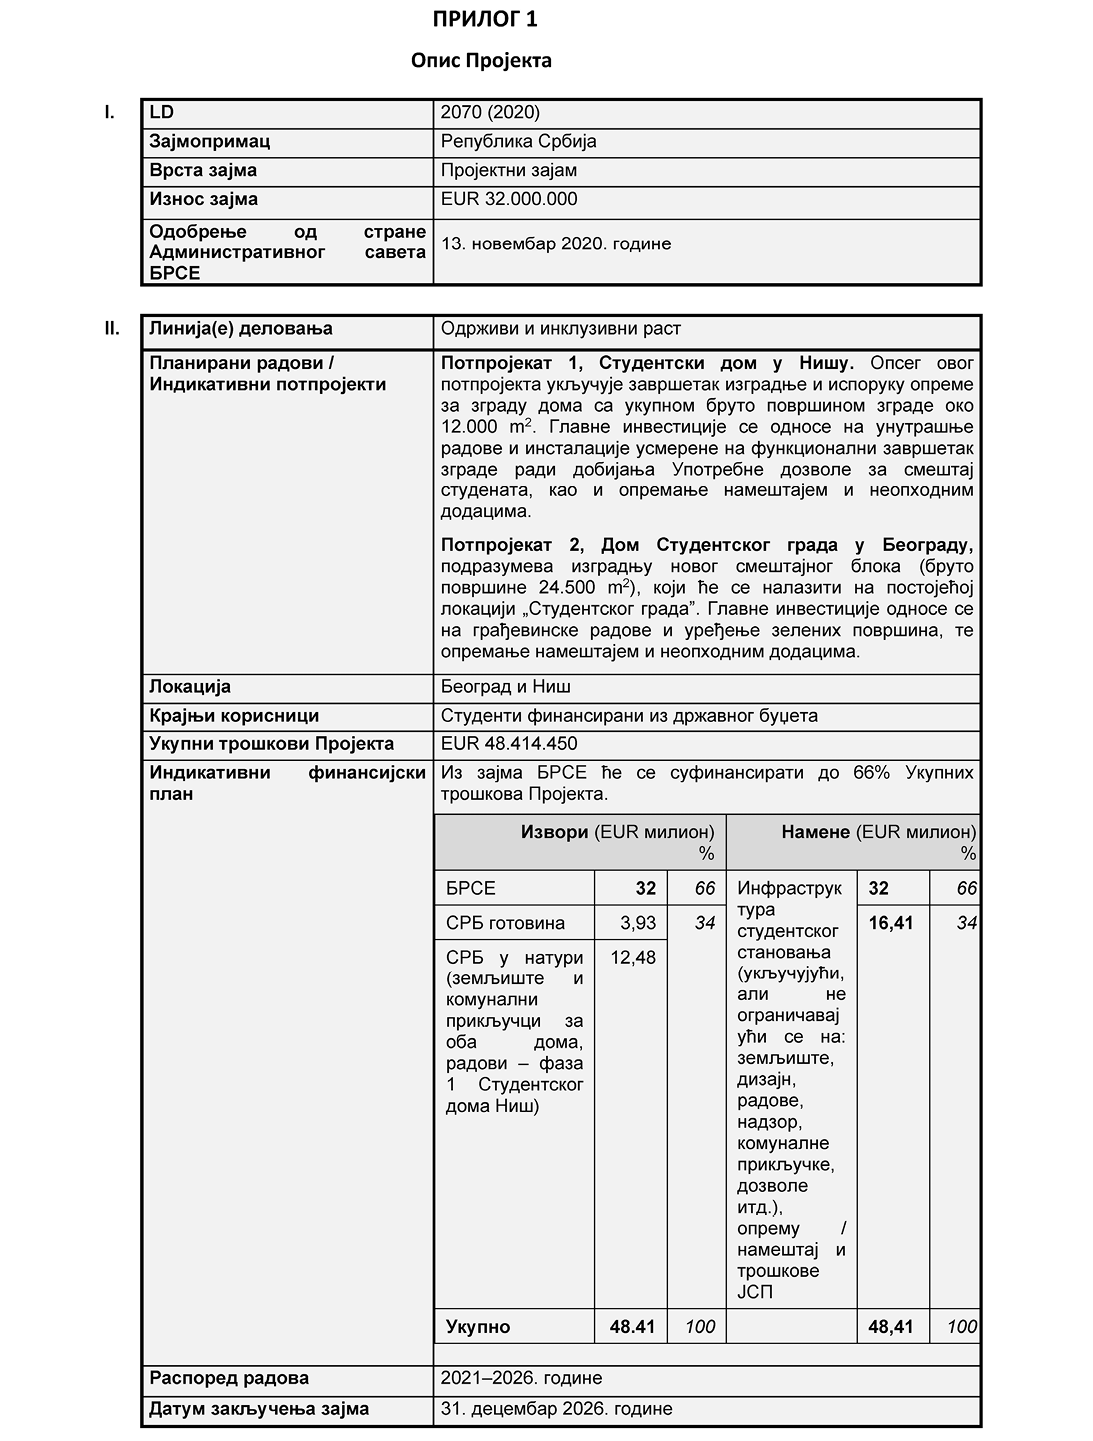 ПРИЛОГ 1
Опис Пројекта
I.
LD
2070 (2020)
Зајмопримац
Република Србија
Врста зајма
Пројектни зајам
Износ зајма
EUR 32.000.000
Одобрење од стране
Административног савета
БРСЕ
13. новембар 2020. године
II.
Линија(е) деловања
Одрживи и инклузивни раст
Планирани радови /
Индикативни потпројекти
Потпројекат 1, Студентски дом у Нишу. Опсег овог
потпројекта укључује завршетак изградње и испоруку опреме
за зграду дома са укупном бруто површином зграде око
12.000 m². Главне инвестиције се односе на унутрашње
радове и инсталације усмерене на функционални завршетак
зграде ради добијања Употребне дозволе за смештај
студената, као и опремање намештајем и неопходним
додацима.
Потпројекат 2, Дом Студентског града у Београду,
подразумева изградњу новог смештајног блока (бруто
површине 24.500 m²), који ће се налазити на постојећој
локацији „Студентског града”. Главне инвестиције односе се
на грађевинске радове и уређење зелених површина, те
опремање намештајем и неопходним додацима.
Локација
Београд и Ниш
Крајњи корисници
Студенти финансирани из државног буџета
Укупни трошкови Пројекта
EUR 48.414.450
Индикативни финансијски
план
Из зајма БРСЕ ће се суфинансирати до 66% Укупних
трошкова Пројекта.
Извори (EUR милион)
%
Намене (EUR милион)
%
БРСЕ
32
66
СРБ готовина
3,93
34
СРБ у натури
(земљиште и
комунални
прикључци за
оба дома,
радови – фаза
1 Студентског
дома Ниш)
12,48
Инфраструк
тура
студентског
становања
(укључујући,
али не
ограничавај
ући се на:
земљиште,
дизајн,
радове,
надзор,
комуналне
прикључке,
дозволе
итд.),
опрему /
намештај и
трошкове
ЈСП
32
66
16,41
34
Укупно
48.41
100
48,41
100
Распоред радова
2021–2026. године
Датум закључења зајма
31. децембар 2026. године